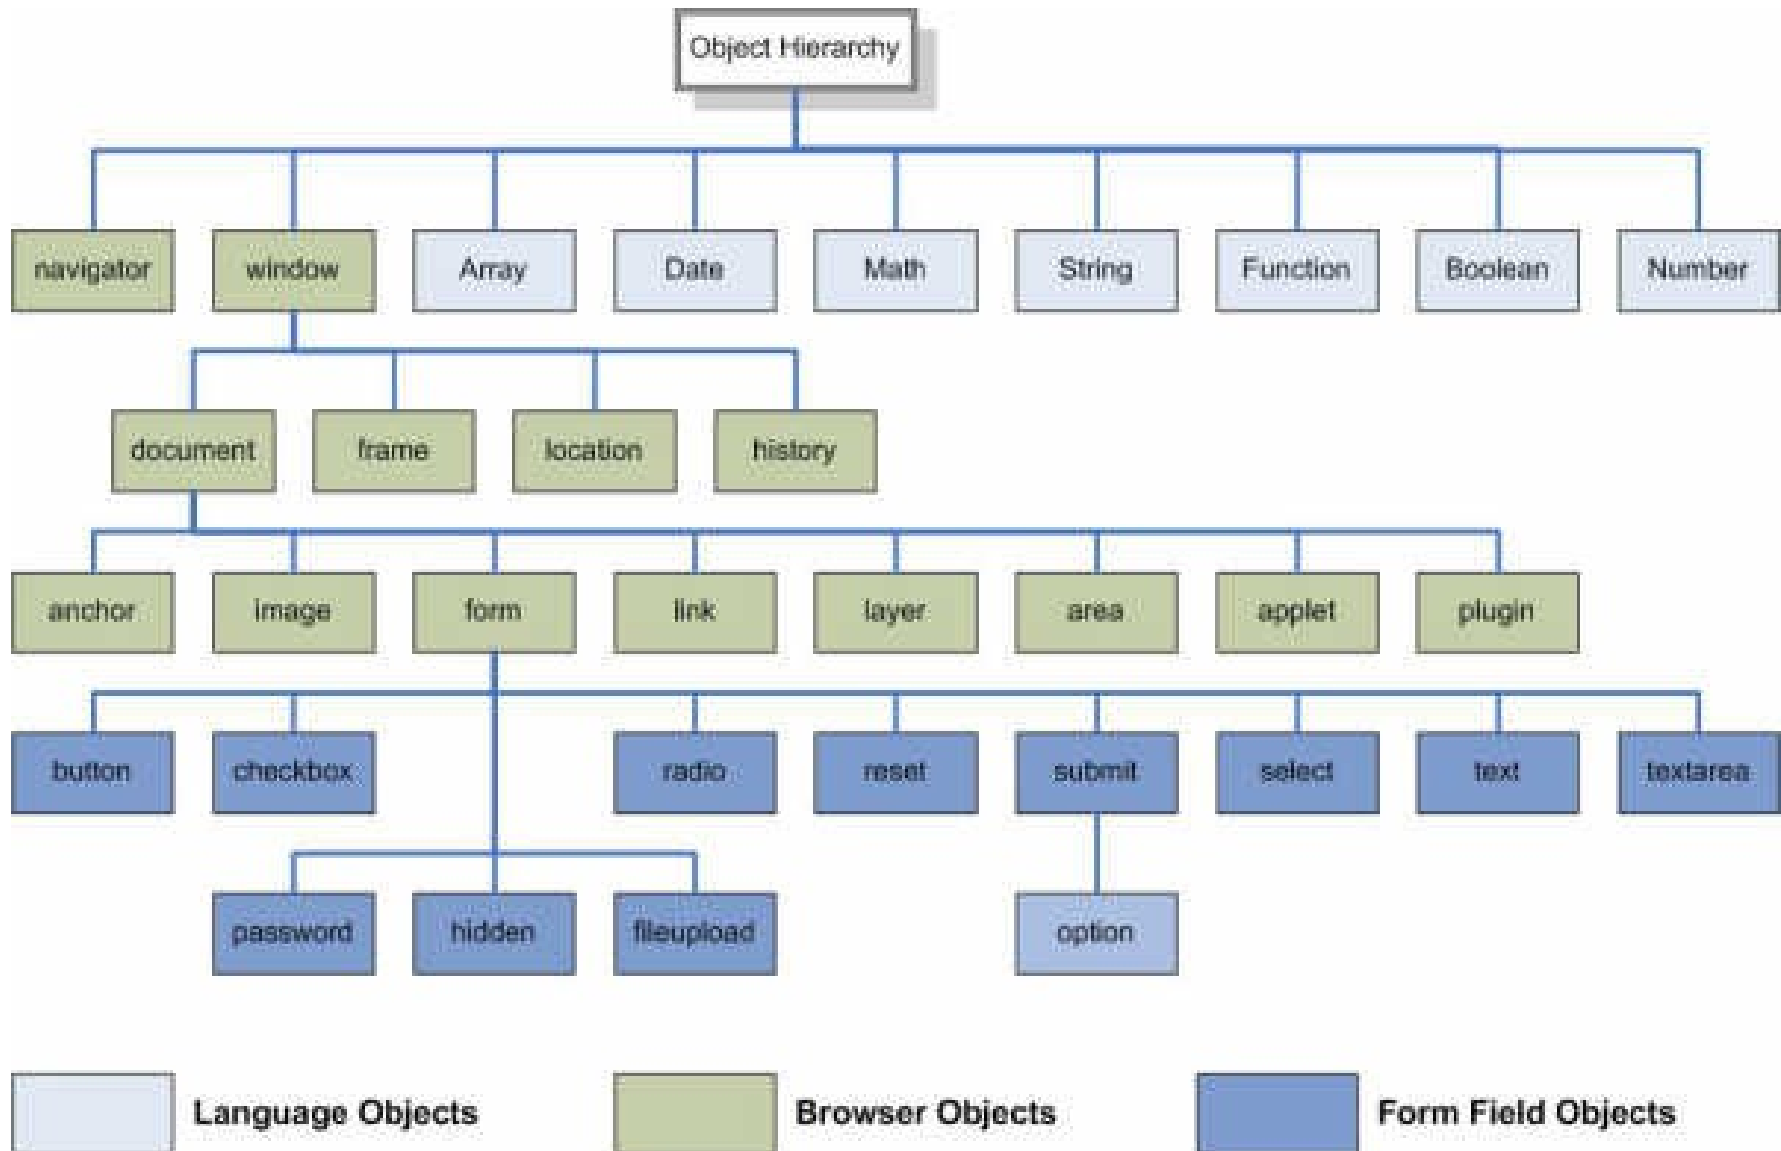 Object Hierarchy
navigator window Array Date Math String Function Boolean Number
document frame location history
anchor image form link layer area applet plugin
button checkbox radio reset submit select text textarea
password hidden fileupload option
Language Objects Browser Objects Form Field Objects